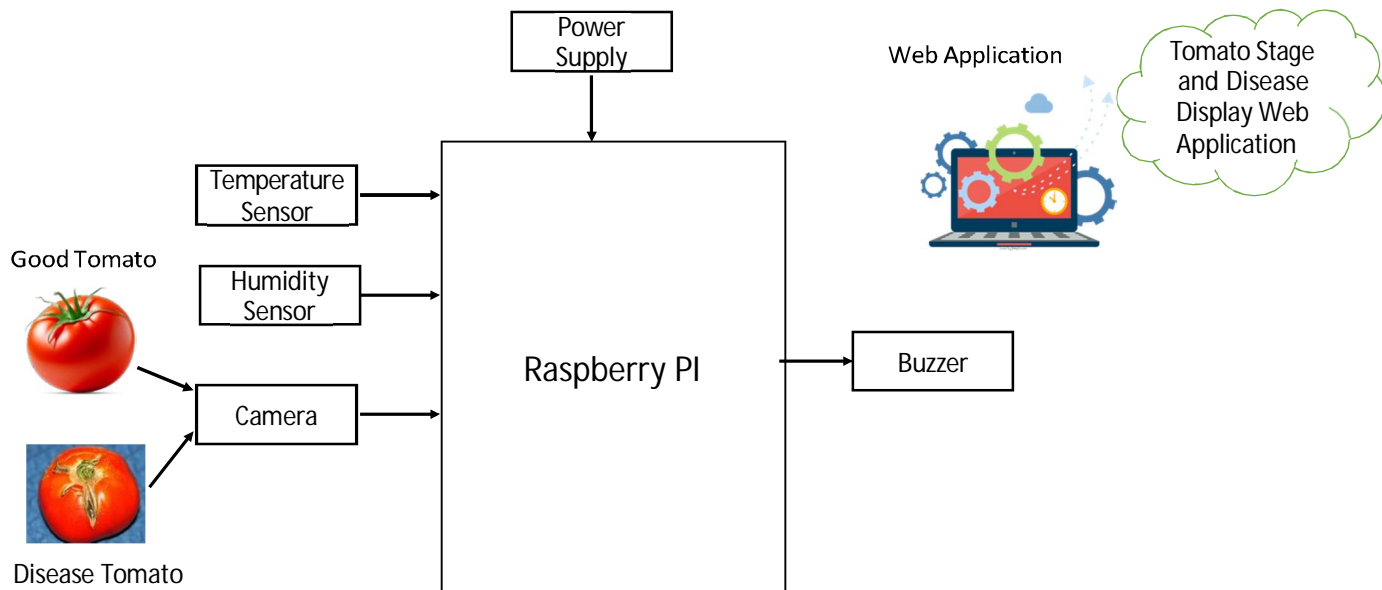 Power
Supply
Web Application
Tomato Stage
and Disease
Display Web
Application
Temperature
Sensor
Good Tomato
Humidity
Sensor
Raspberry PI
Buzzer
Camera
Disease Tomato